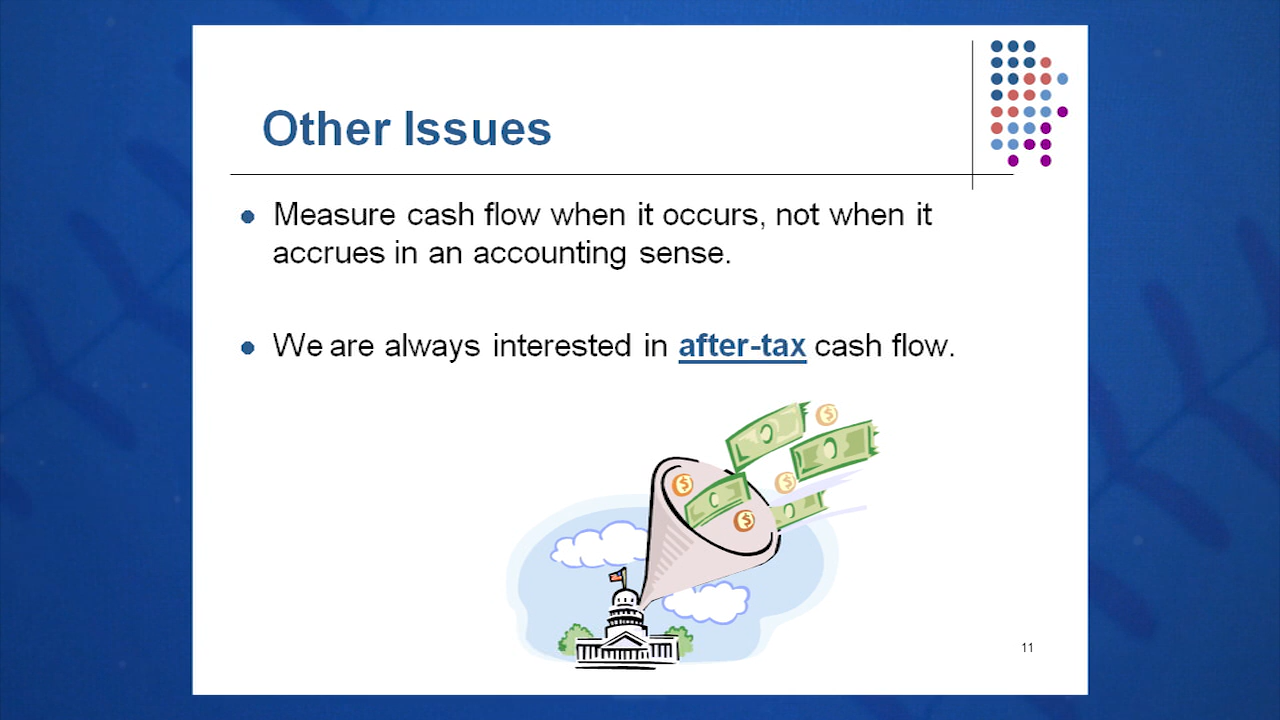 Other Issues
Measure cash flow when it occurs, not when it
accrues in an accounting sense.
We are always interested in after-tax cash flow.
$
$
$
$
11